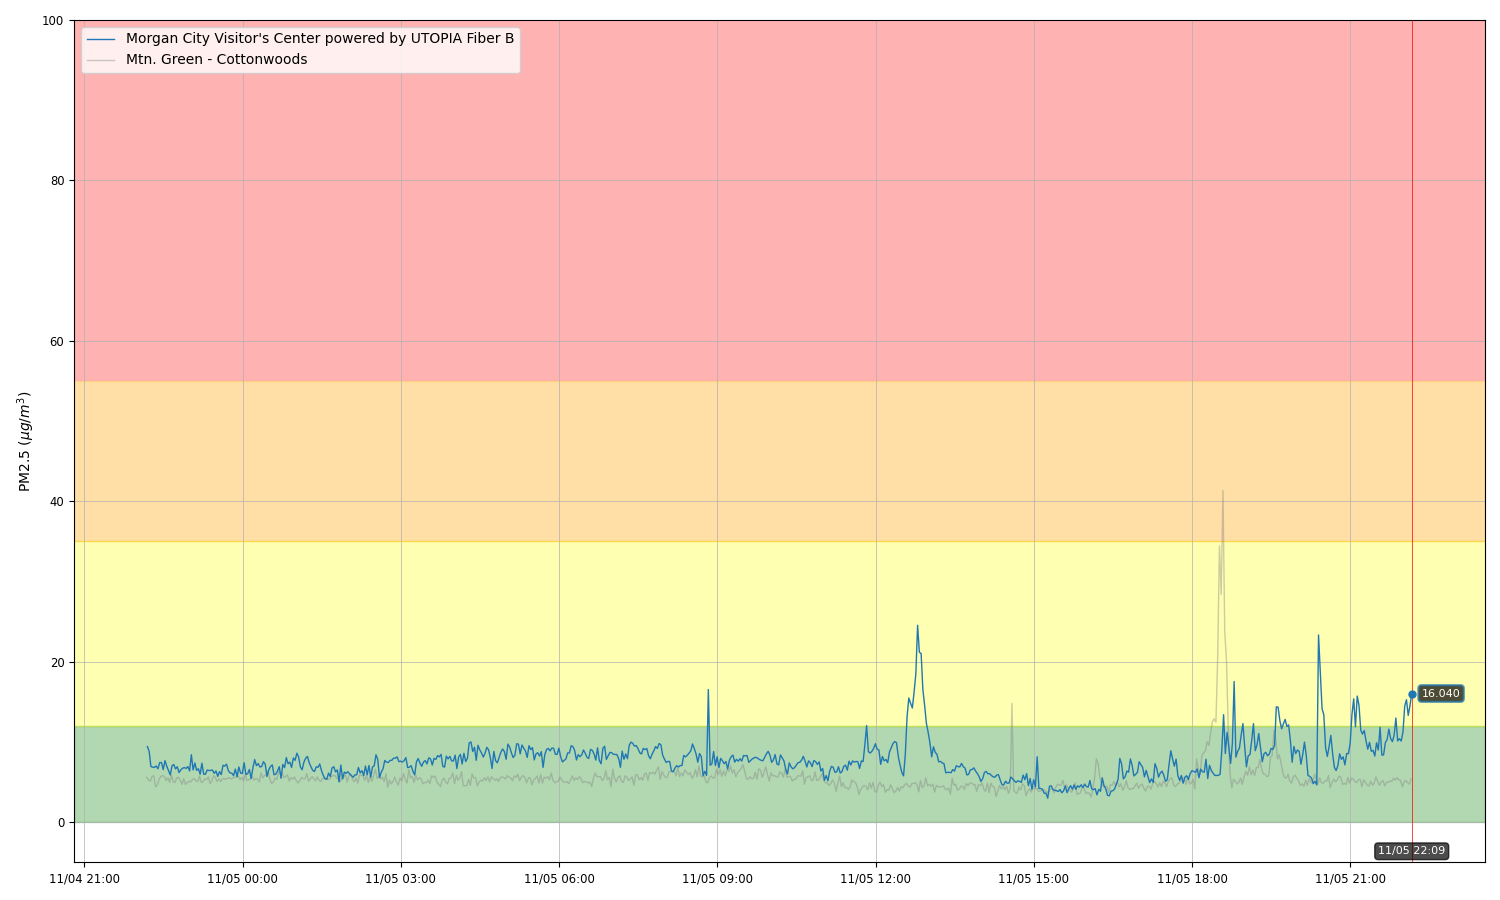 100
80
60
40
20
0
PM2.5 (μg/m³)
Morgan City Visitor's Center powered by UTOPIA Fiber B
Mtn. Green - Cottonwoods
16.040
11/05 22:09
11/04 21:00 11/05 00:00 11/05 03:00 11/05 06:00 11/05 09:00 11/05 12:00 11/05 15:00 11/05 18:00 11/05 21:00